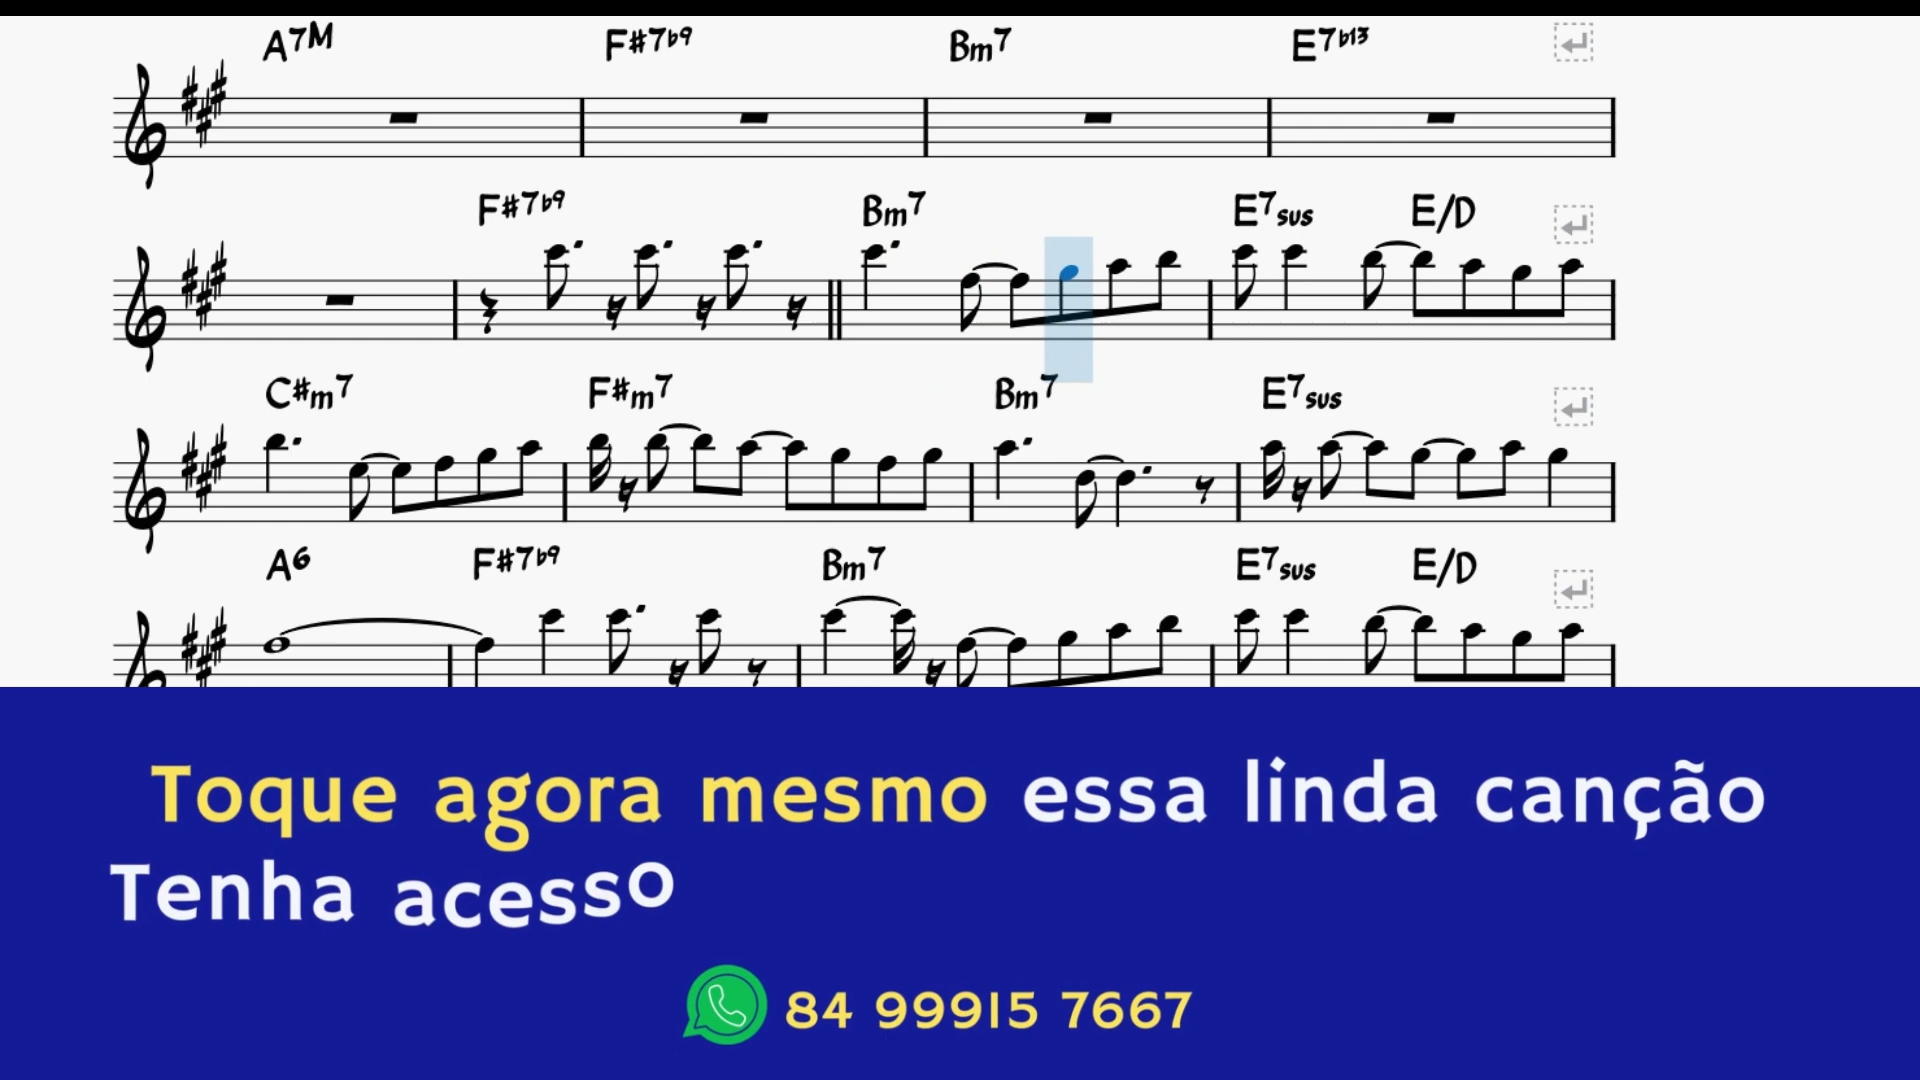 A7M F#7b9 Bm7 E7b13
F#7b9 Bm7 E7sus E/D
C#m7 F#m7 Bm7 E7sus
A6 F#7b9 Bm7 E7sus E/D
Toque agora mesmo essa linda canção
Tenha acesso
84 99915 7667